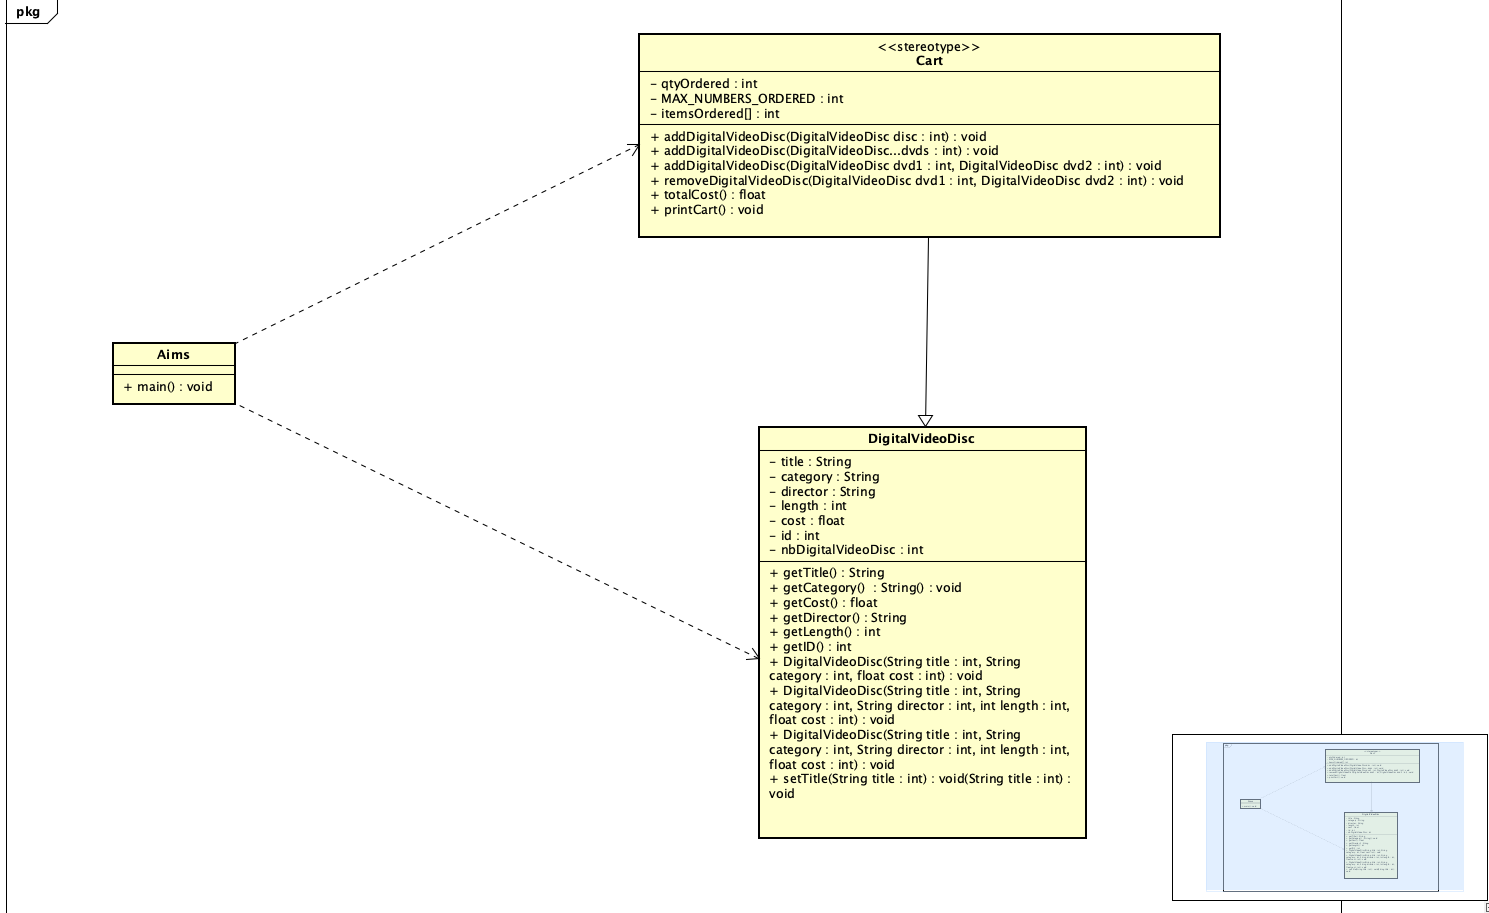 pkg
<<stereotype>>
Cart
- qtyOrdered : int
- MAX_NUMBERS_ORDERED : int
- itemsOrdered[] : int
+ addDigitalVideoDisc(DigitalVideoDisc disc : int) : void
+ addDigitalVideoDisc(DigitalVideoDisc...dvds : int) : void
+ addDigitalVideoDisc(DigitalVideoDisc dvd1 : int, DigitalVideoDisc dvd2 : int) : void
+ removeDigitalVideoDisc(DigitalVideoDisc dvd1 : int, DigitalVideoDisc dvd2 : int) : void
+ totalCost() : float
+ printCart() : void
Aims
+ main() : void
DigitalVideoDisc
- title : String
- category : String
- director : String
- length : int
- cost : float
- id : int
- nbDigitalVideoDisc : int
+ getTitle() : String
+ getCategory()  : String() : void
+ getCost() : float
+ getDirector() : String
+ getLength() : int
+ getID() : int
+ DigitalVideoDisc(String title : int, String
category : int, float cost : int) : void
+ DigitalVideoDisc(String title : int, String
category : int, String director : int, int length : int,
float cost : int) : void
+ DigitalVideoDisc(String title : int, String
category : int, String director : int, int length : int,
float cost : int) : void
+ setTitle(String title : int) : void(String title : int) :
void